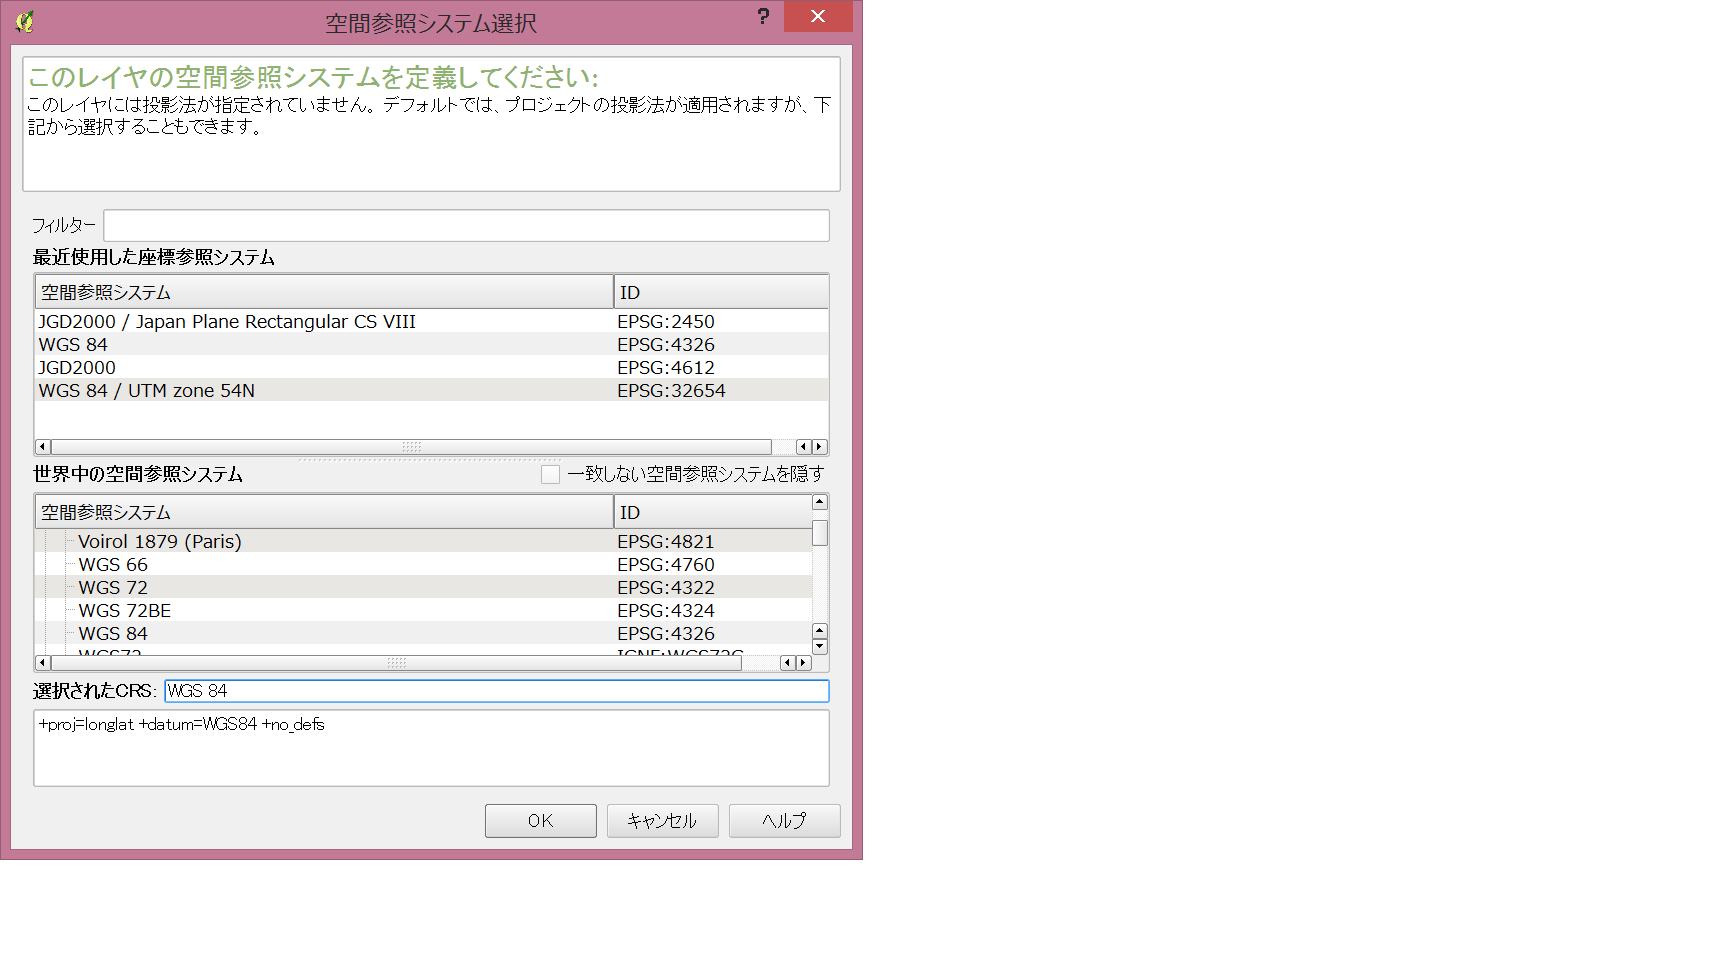 空間参照システム選択
?
このレイヤの空間参照システムを定義してください:
このレイヤには投影法が指定されていません。デフォルトでは、プロジェクトの投影法が適用されますが、下
記から選択することもできます。
フィルター
最近使用した座標参照システム
空間参照システム ID
JGD2000 / Japan Plane Rectangular CS VIII EPSG:2450
WGS 84 EPSG:4326
JGD2000 EPSG:4612
WGS 84 / UTM zone 54N EPSG:32654
世界中の空間参照システム 一致しない空間参照システムを隠す
空間参照システム ID
Voirol 1879 (Paris) EPSG:4821
WGS 66 EPSG:4760
WGS 72 EPSG:4322
WGS 72BE EPSG:4324
WGS 84 EPSG:4326
選択されたCRS: WGS 84
+proj=longlat +datum=WGS84 +no_defs
OK キャンセル ヘルプ